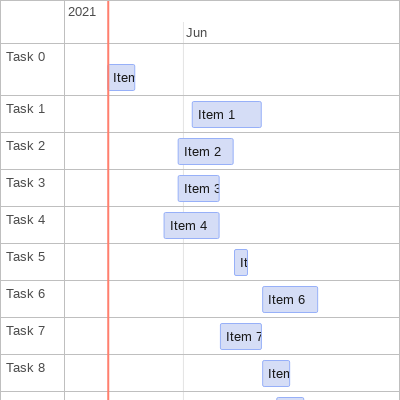 2021
Jun
Task 0
Item
Task 1
Item 1
Task 2
Item 2
Task 3
Item 3
Task 4
Item 4
Task 5
It
Task 6
Item 6
Task 7
Item 7
Task 8
Item